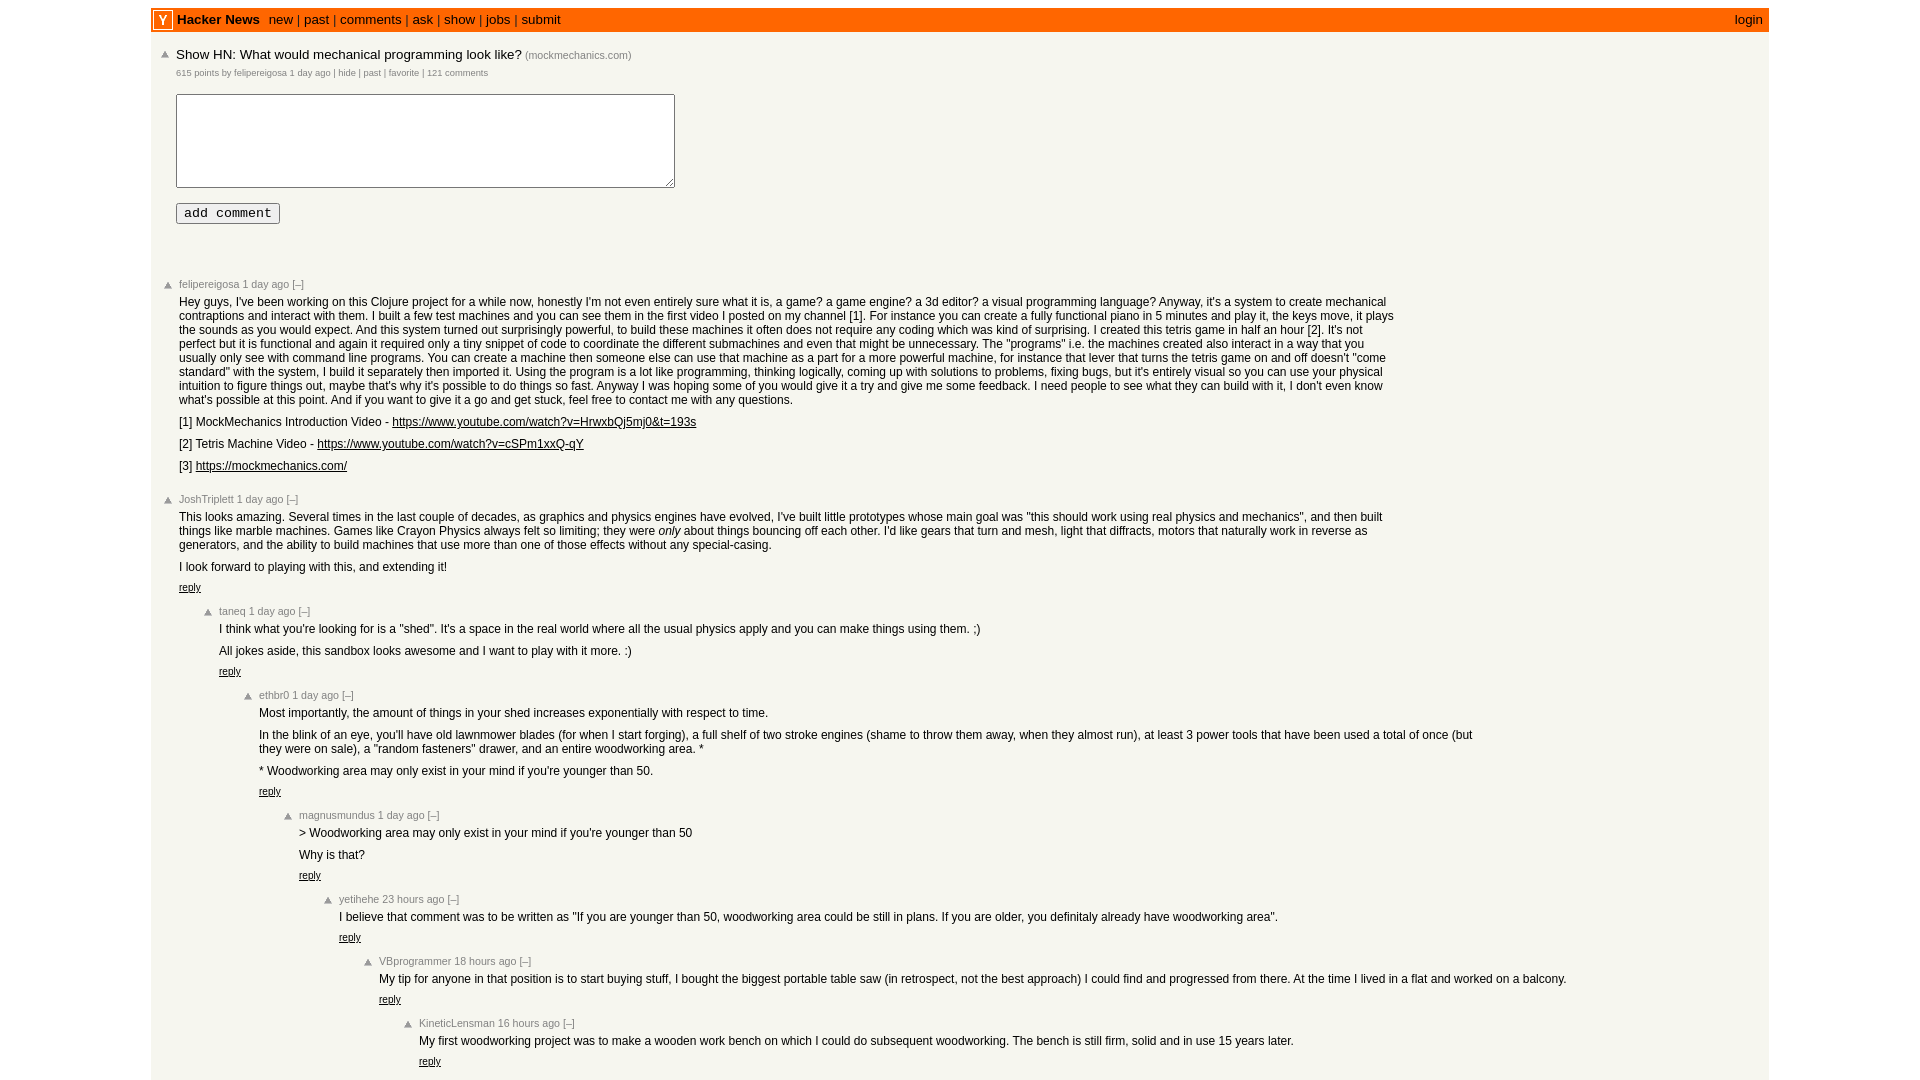 Y Hacker News new | past | comments | ask | show | jobs | submit login
Show HN: What would mechanical programming look like? (mockmechanics.com)
615 points by felipereigosa 1 day ago | hide | past | favorite | 121 comments
add comment
felipereigosa 1 day ago [–]
Hey guys, I've been working on this Clojure project for a while now, honestly I'm not even entirely sure what it is, a game? a game engine? a 3d editor? a visual programming language? Anyway, it's a system to create mechanical
contraptions and interact with them. I built a few test machines and you can see them in the first video I posted on my channel [1]. For instance you can create a fully functional piano in 5 minutes and play it, the keys move, it plays
the sounds as you would expect. And this system turned out surprisingly powerful, to build these machines it often does not require any coding which was kind of surprising. I created this tetris game in half an hour [2]. It's not
perfect but it is functional and again it required only a tiny snippet of code to coordinate the different submachines and even that might be unnecessary. The "programs" i.e. the machines created also interact in a way that you
usually only see with command line programs. You can create a machine then someone else can use that machine as a part for a more powerful machine, for instance that lever that turns the tetris game on and off doesn't "come
standard" with the system, I build it separately then imported it. Using the program is a lot like programming, thinking logically, coming up with solutions to problems, fixing bugs, but it's entirely visual so you can use your physical
intuition to figure things out, maybe that's why it's possible to do things so fast. Anyway I was hoping some of you would give it a try and give me some feedback. I need people to see what they can build with it, I don't even know
what's possible at this point. And if you want to give it a go and get stuck, feel free to contact me with any questions.
[1] MockMechanics Introduction Video - https://www.youtube.com/watch?v=HrwxbQj5mj0&t=193s
[2] Tetris Machine Video - https://www.youtube.com/watch?v=cSPm1xxQ-qY
[3] https://mockmechanics.com/
JoshTriplett 1 day ago [–]
This looks amazing. Several times in the last couple of decades, as graphics and physics engines have evolved, I've built little prototypes whose main goal was "this should work using real physics and mechanics", and then built
things like marble machines. Games like Crayon Physics always felt so limiting; they were only about things bouncing off each other. I'd like gears that turn and mesh, light that diffracts, motors that naturally work in reverse as
generators, and the ability to build machines that use more than one of those effects without any special-casing.
I look forward to playing with this, and extending it!
reply
taneq 1 day ago [–]
I think what you're looking for is a "shed". It's a space in the real world where all the usual physics apply and you can make things using them. ;)
All jokes aside, this sandbox looks awesome and I want to play with it more. :)
reply
ethbr0 1 day ago [–]
Most importantly, the amount of things in your shed increases exponentially with respect to time.
In the blink of an eye, you'll have old lawnmower blades (for when I start forging), a full shelf of two stroke engines (shame to throw them away, when they almost run), at least 3 power tools that have been used a total of once (but
they were on sale), a "random fasteners" drawer, and an entire woodworking area. *
* Woodworking area may only exist in your mind if you're younger than 50.
reply
magnusmundus 1 day ago [–]
> Woodworking area may only exist in your mind if you're younger than 50
Why is that?
reply
yetihehe 23 hours ago [–]
I believe that comment was to be written as "If you are younger than 50, woodworking area could be still in plans. If you are older, you definitaly already have woodworking area".
reply
VBprogrammer 18 hours ago [–]
My tip for anyone in that position is to start buying stuff, I bought the biggest portable table saw (in retrospect, not the best approach) I could find and progressed from there. At the time I lived in a flat and worked on a balcony.
reply
KineticLensman 16 hours ago [–]
My first woodworking project was to make a wooden work bench on which I could do subsequent woodworking. The bench is still firm, solid and in use 15 years later.
reply